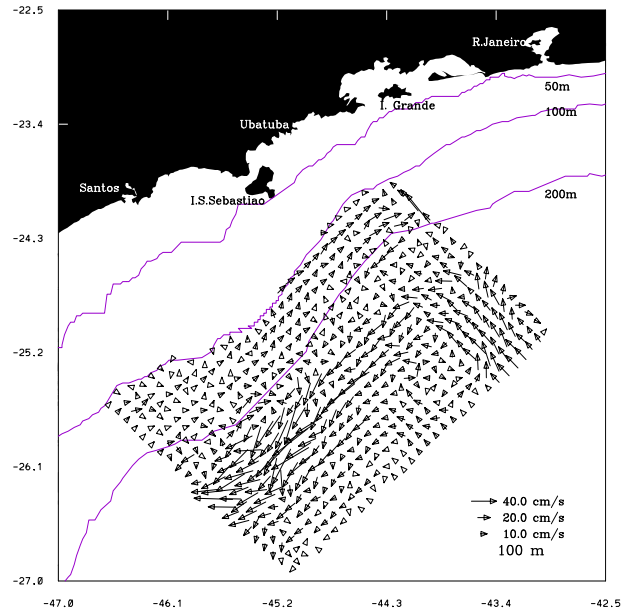 -22.5
R.Janeiro
50m
I. Grande
100m
-23.4
Ubatuba
Santos
I.S.Sebastiao
200m
-24.3
-25.2
-26.1
40.0 cm/s
20.0 cm/s
10.0 cm/s
100 m
-27.0
-47.0 -46.1 -45.2 -44.3 -43.4 -42.5